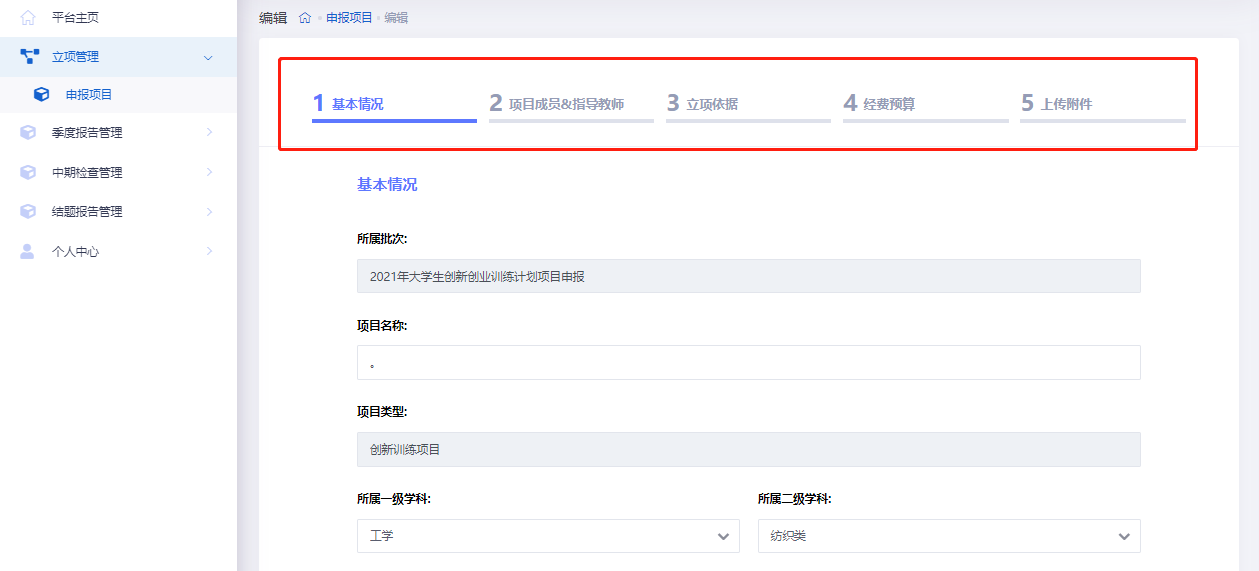 平台主页
立项管理
申报项目
季度报告管理
中期检查管理
结题报告管理
个人中心
编辑 申报项目 编辑
1 基本情况 2 项目成员&指导教师 3 立项依据 4 经费预算 5 上传附件
基本情况
所属批次:
2021年大学生创新创业训练计划项目申报
项目名称:
。
项目类型:
创新训练项目
所属一级学科: 所属二级学科:
工学 纺织类